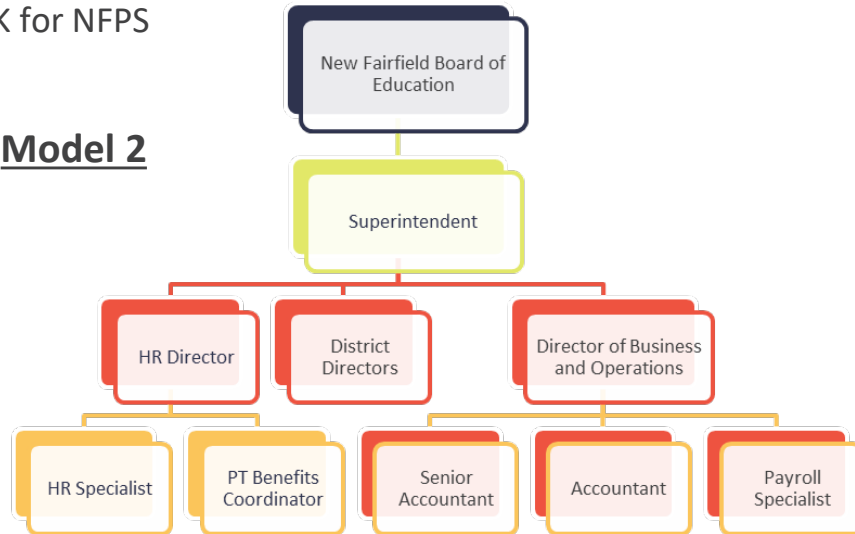 K for NFPS
New Fairfield Board of
Education
Model 2
Superintendent
HR Director
District
Directors
Director of Business
and Operations
HR Specialist
PT Benefits
Coordinator
Senior
Accountant
Accountant
Payroll
Specialist